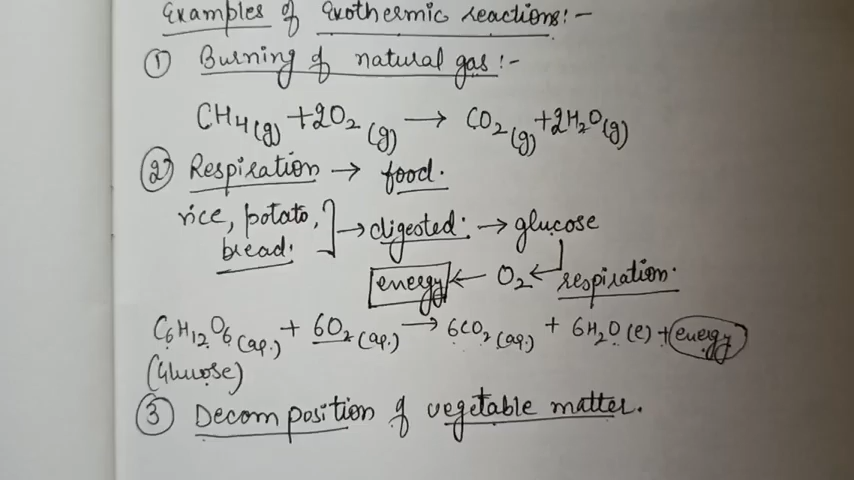 Examples of Exothermic reactions:-
① Burning of natural gas:-
CH4(g) + 2O2(g) → CO2(g) + 2H2O(g)
② Respiration → food.
rice, potato, bread. ] → digested. → glucose
energy ← O2 ← respiration.
C6H12O6(aq.) + 6O2(aq.) → 6CO2(aq.) + 6H2O(l) + energy
(Glucose)
③ Decomposition of vegetable matter.